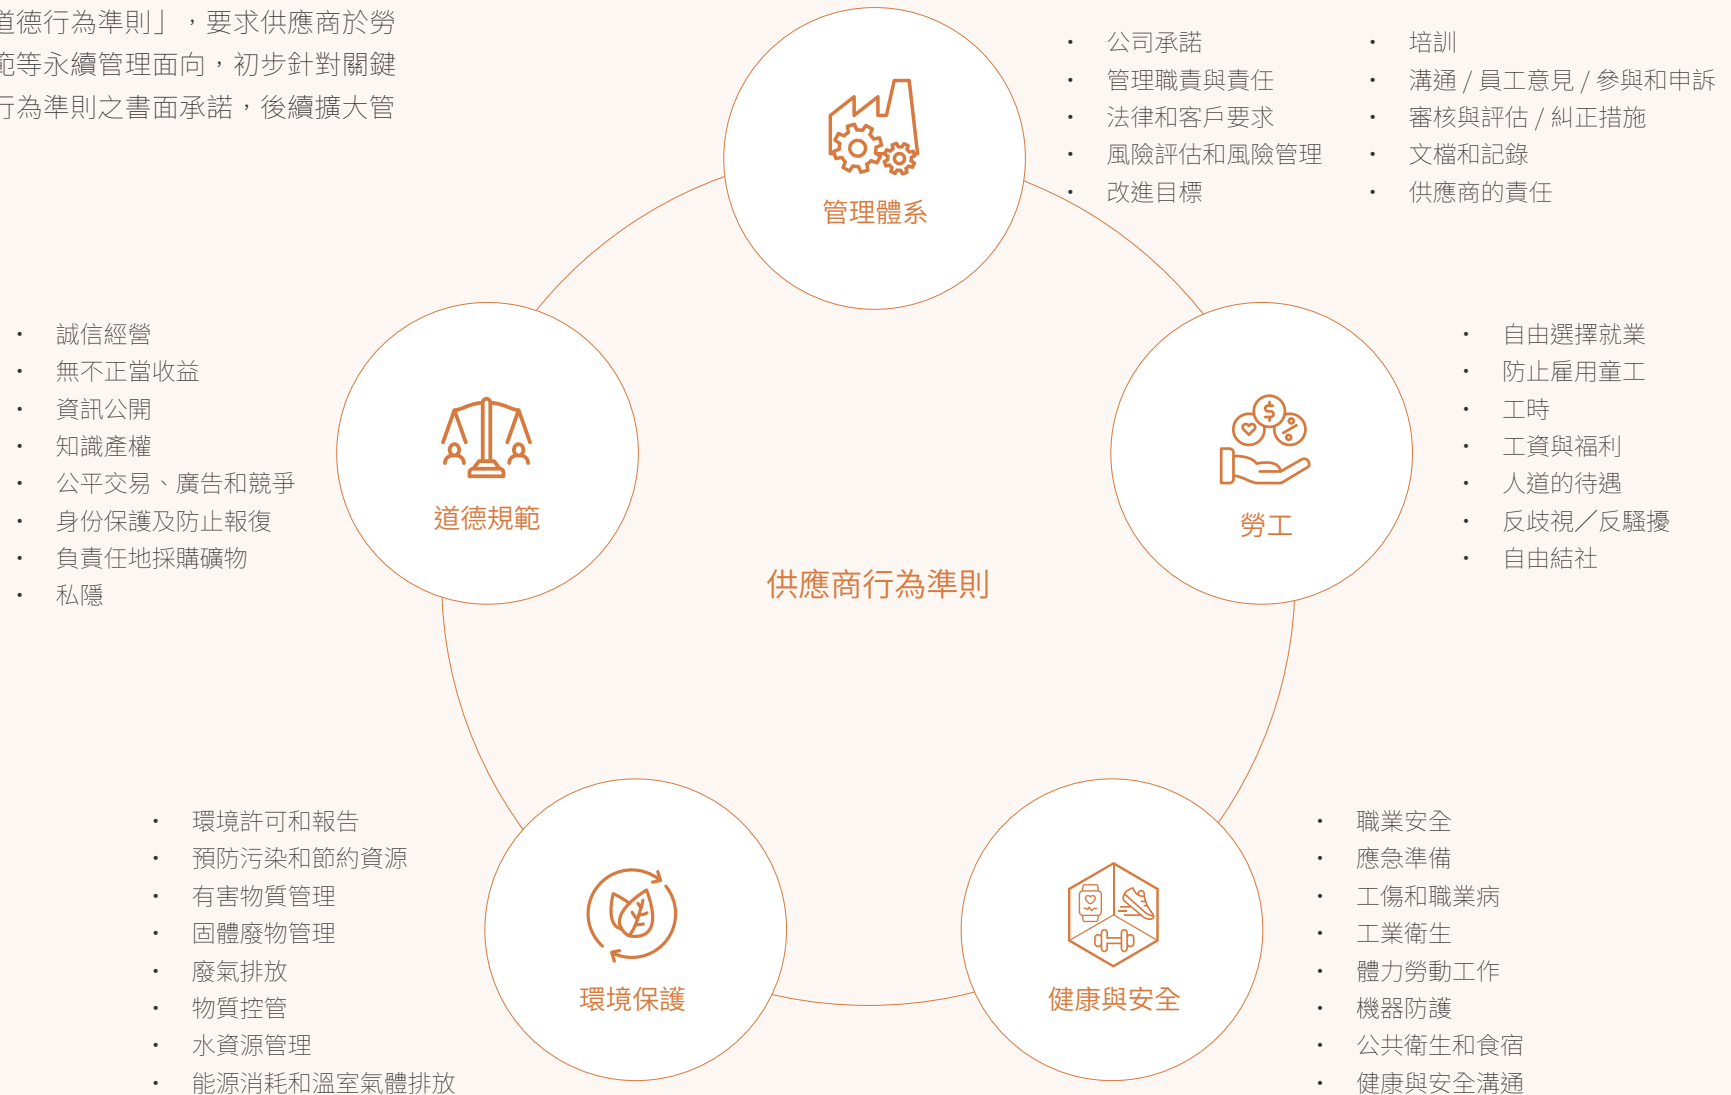 道德行為準則」，要求供應商於勞
範等永續管理面向，初步針對關鍵
行為準則之書面承諾，後續擴大管
管理體系
• 公司承諾
• 管理職責與責任
• 法律和客戶要求
• 風險評估和風險管理
• 改進目標
• 培訓
• 溝通 / 員工意見 / 參與和申訴
• 審核與評估 / 糾正措施
• 文檔和記錄
• 供應商的責任
• 誠信經營
• 無不正當收益
• 資訊公開
• 知識產權
• 公平交易、廣告和競爭
• 身份保護及防止報復
• 負責任地採購礦物
• 私隱
道德規範
勞工
• 自由選擇就業
• 防止雇用童工
• 工時
• 工資與福利
• 人道的待遇
• 反歧視／反騷擾
• 自由結社
供應商行為準則
• 環境許可和報告
• 預防污染和節約資源
• 有害物質管理
• 固體廢物管理
• 廢氣排放
• 物質控管
• 水資源管理
• 能源消耗和溫室氣體排放
環境保護
健康與安全
• 職業安全
• 應急準備
• 工傷和職業病
• 工業衛生
• 體力勞動工作
• 機器防護
• 公共衛生和食宿
• 健康與安全溝通